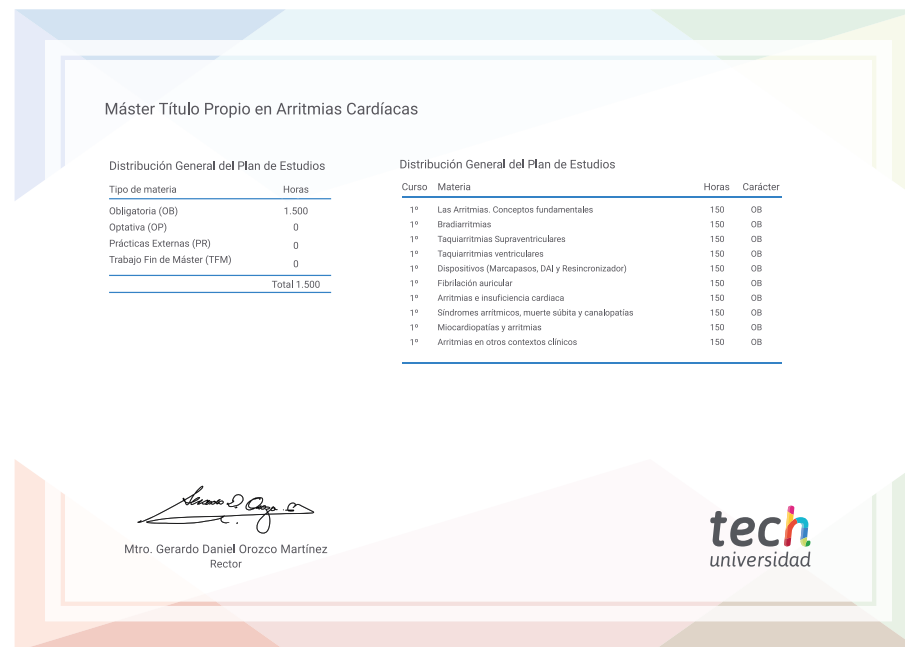 Máster Título Propio en Arritmias Cardíacas
Distribución General del Plan de Estudios
Tipo de materia Horas
Obligatoria (OB) 1.500
Optativa (OP) 0
Prácticas Externas (PR) 0
Trabajo Fin de Máster (TFM) 0
Total 1.500
Distribución General del Plan de Estudios
Curso Materia Horas Carácter
1º Las Arritmias. Conceptos fundamentales 150 OB
1º Bradiarritmias 150 OB
1º Taquiarritmias Supraventriculares 150 OB
1º Taquiarritmias ventriculares 150 OB
1º Dispositivos (Marcapasos, DAI y Resincronizador) 150 OB
1º Fibrilación auricular 150 OB
1º Arritmias e insuficiencia cardiaca 150 OB
1º Síndromes arrítmicos, muerte súbita y canalopatías 150 OB
1º Miocardiopatías y arritmias 150 OB
1º Arritmias en otros contextos clínicos 150 OB
Mtro. Gerardo Daniel Orozco Martínez
Rector
tech
universidad